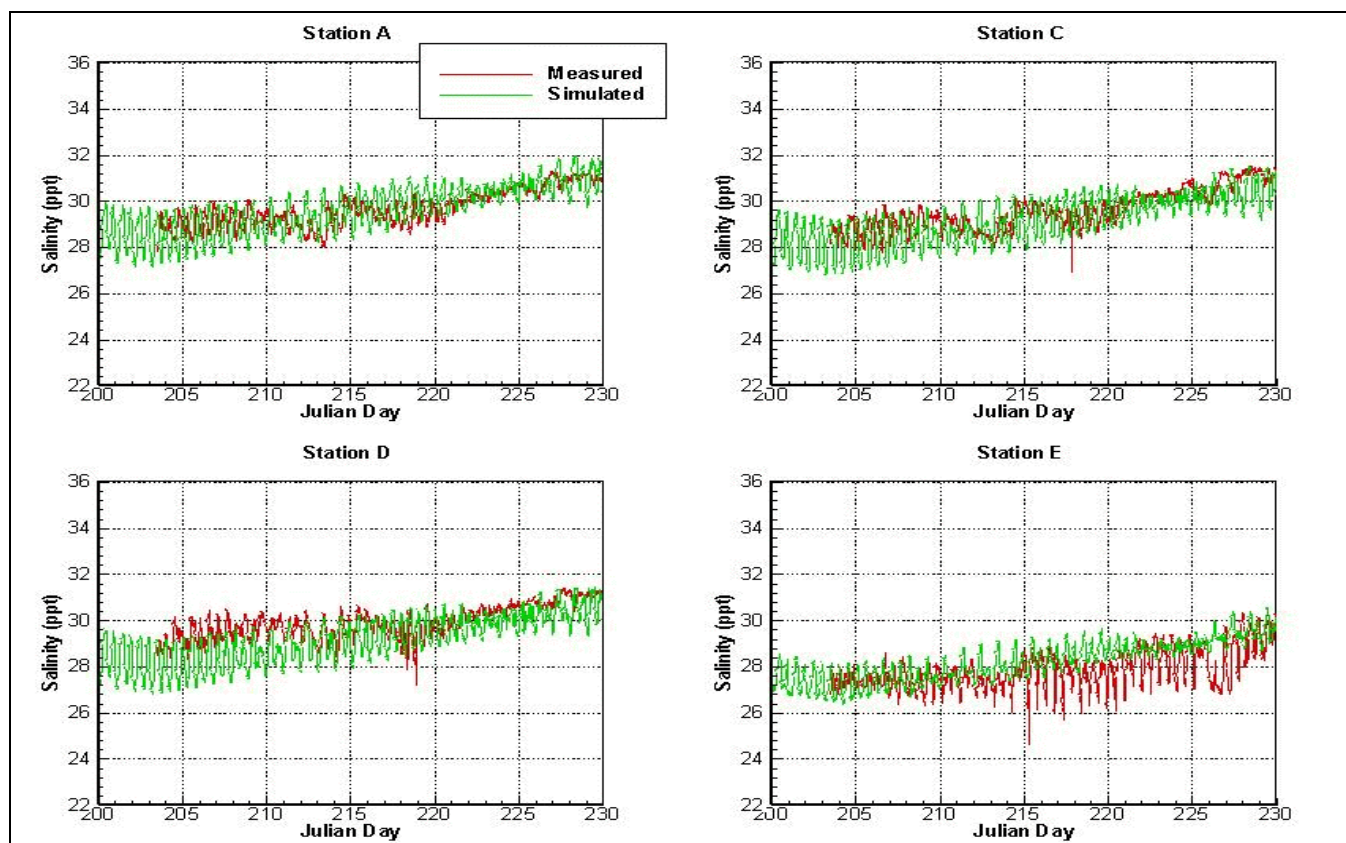 Station A
Measured
Simulated
36
34
32
30
28
26
24
22
Salinity (ppt)
200 205 210 215 220 225 230
Julian Day
Station C
36
34
32
30
28
26
24
22
Salinity (ppt)
200 205 210 215 220 225 230
Julian Day
Station D
36
34
32
30
28
26
24
22
Salinity (ppt)
200 205 210 215 220 225 230
Julian Day
Station E
36
34
32
30
28
26
24
22
Salinity (ppt)
200 205 210 215 220 225 230
Julian Day